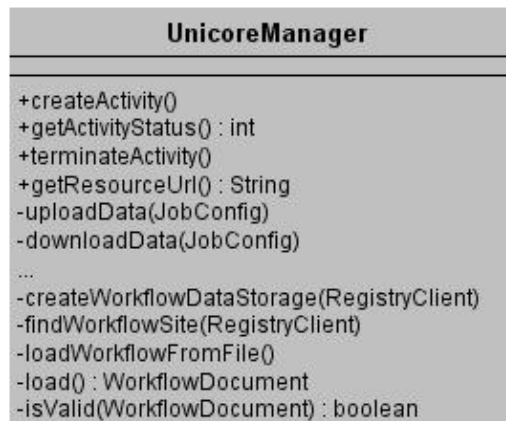 UnicoreManager
+createActivity()
+getActivityStatus() : int
+terminateActivity()
+getResourceUrl() : String
-uploadData(JobConfig)
-downloadData(JobConfig)
...
-createWorkflowDataStorage(RegistryClient)
-findWorkflowSite(RegistryClient)
-loadWorkflowFromFile()
-load() : WorkflowDocument
-isValid(WorkflowDocument) : boolean